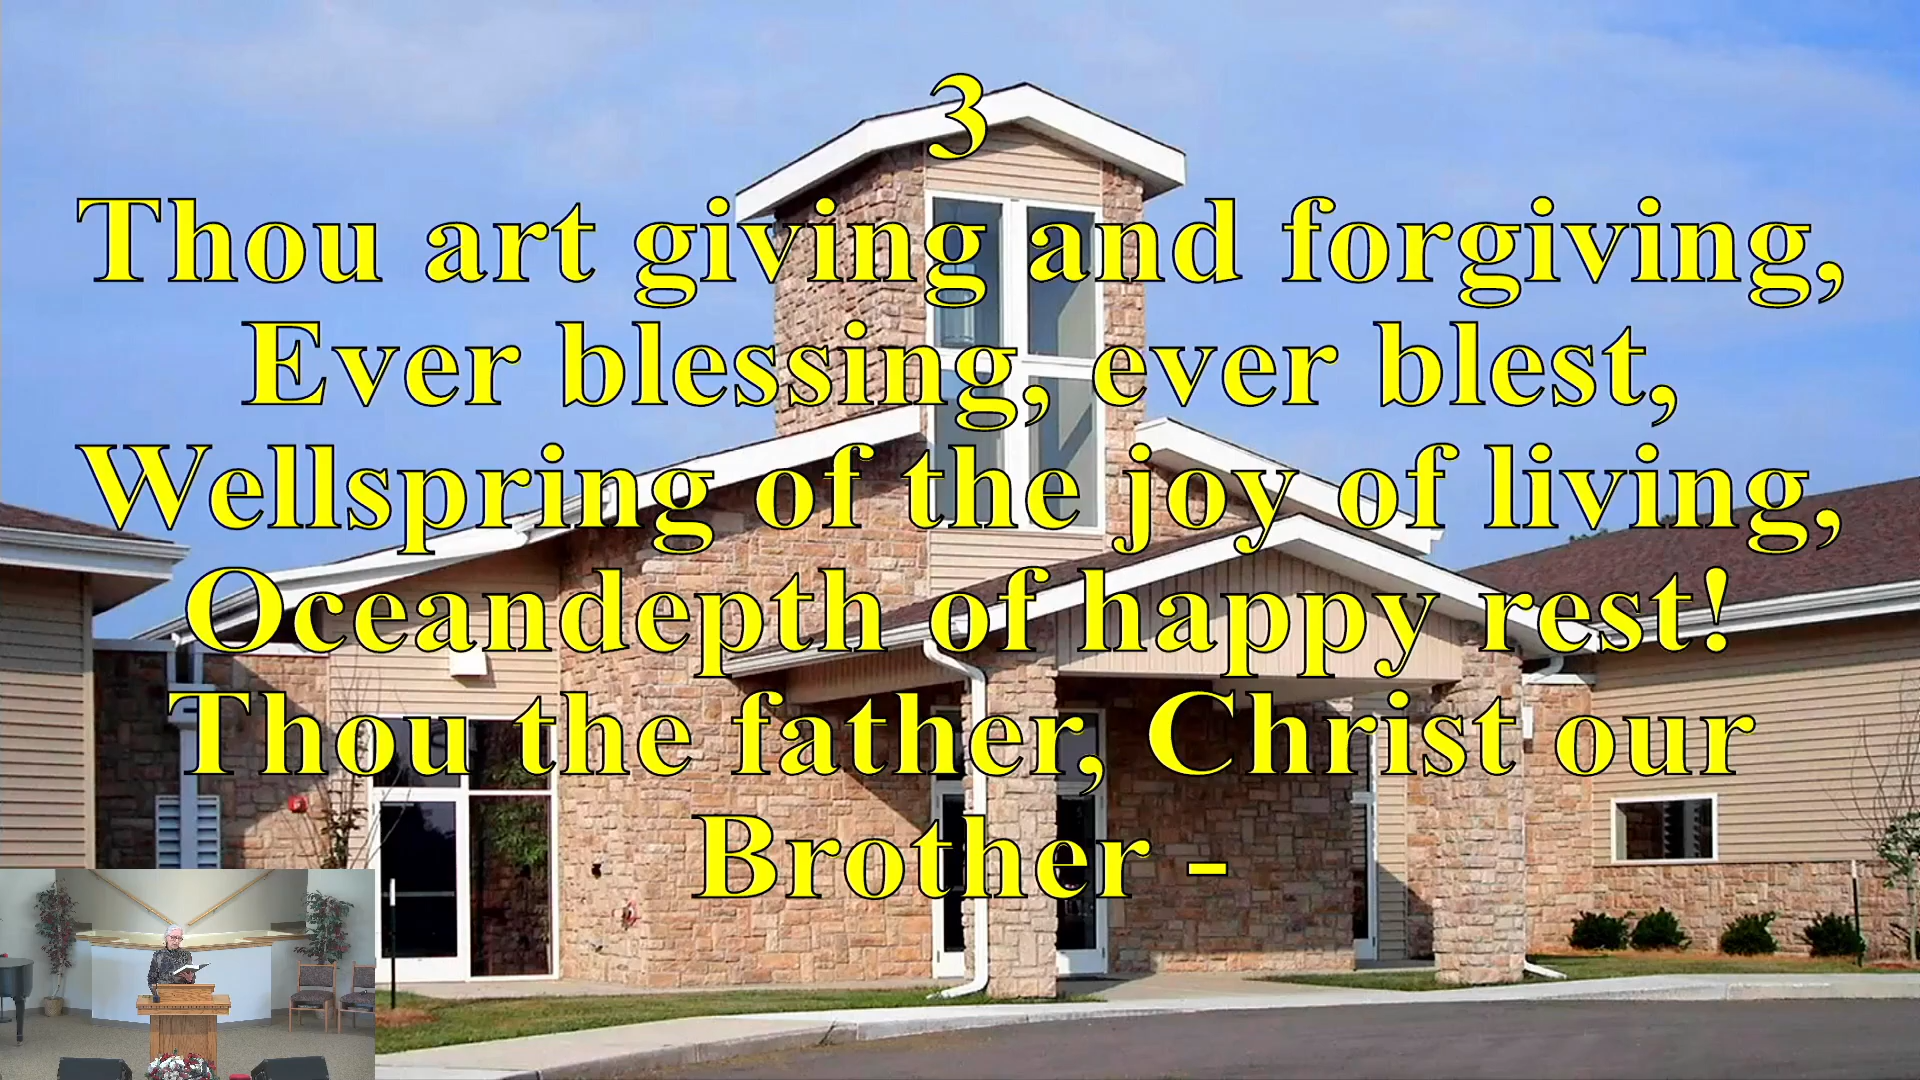 3
Thou art giving and forgiving,
Ever blessing, ever blest,
Wellspring of the joy of living,
Oceandepth of happy rest!
Thou the father, Christ our
Brother -